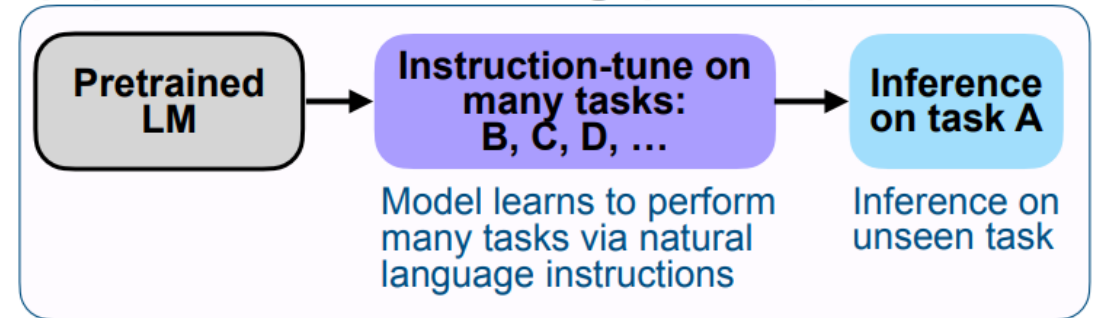 Pretrained
LM
Instruction-tune on
many tasks:
B, C, D, …
Inference
on task A
Model learns to perform
many tasks via natural
language instructions
Inference on
unseen task